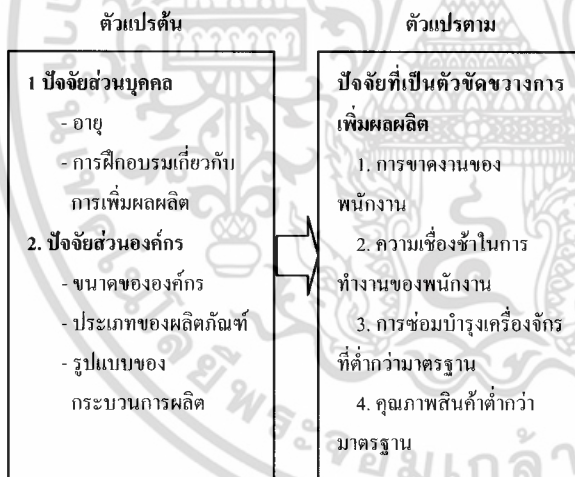 ตัวแปรต้น
1 ปัจจัยส่วนบุคคล
- อายุ
- การฝึกอบรมเกี่ยวกับ
การเพิ่มผลผลิต
2. ปัจจัยส่วนองค์กร
- ขนาดขององค์กร
- ประเภทของผลิตภัณฑ์
- รูปแบบของ
กระบวนการผลิต
ตัวแปรตาม
ปัจจัยที่เป็นตัวขัดขวางการ
เพิ่มผลผลิต
1. การขาดงานของ
พนักงาน
2. ความเชื่องช้าในการ
ทำงานของพนักงาน
3. การซ่อมบำรุงเครื่องจักร
ที่ต่ำกว่ามาตรฐาน
4. คุณภาพสินค้าต่ำกว่า
มาตรฐาน